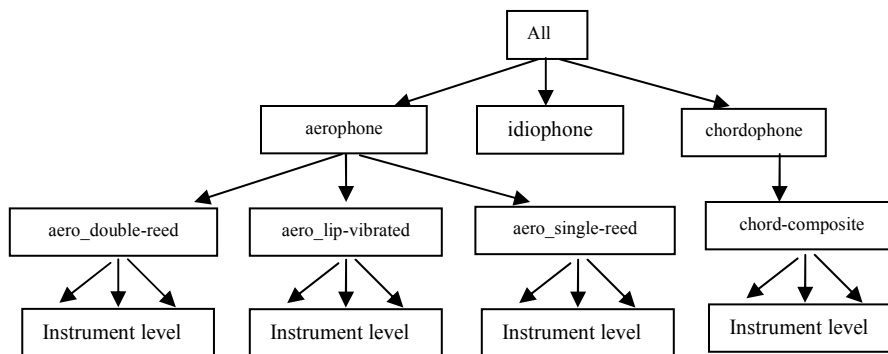 All
aerophone
idiophone
chordophone
aero_double-reed
aero_lip-vibrated
aero_single-reed
chord-composite
Instrument level
Instrument level
Instrument level
Instrument level